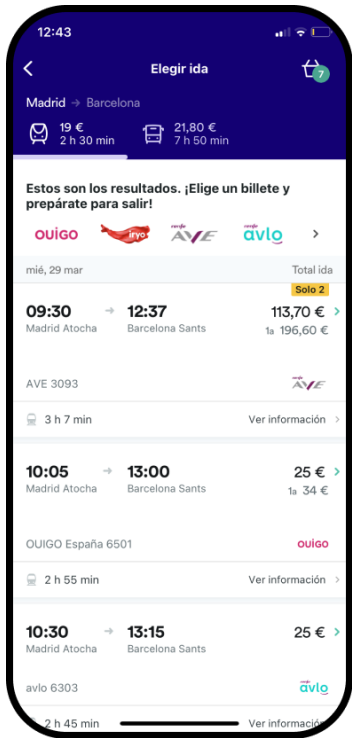 12:43
Elegir ida
7
Madrid → Barcelona
19 €
2 h 30 min
21,80 €
7 h 50 min
Estos son los resultados. ¡Elige un billete y
prepárate para salir!
OUIGO iryo renfe AVE renfe avlo
mié, 29 mar Total ida
Solo 2
09:30 → 12:37 113,70 €
Madrid Atocha Barcelona Sants 1a 196,60 €
AVE 3093 renfe AVE
3 h 7 min Ver información
10:05 → 13:00 25 €
Madrid Atocha Barcelona Sants 1a 34 €
OUIGO España 6501 OUIGO
2 h 55 min Ver información
10:30 → 13:15 25 €
Madrid Atocha Barcelona Sants
avlo 6303 renfe avlo
2 h 45 min Ver información